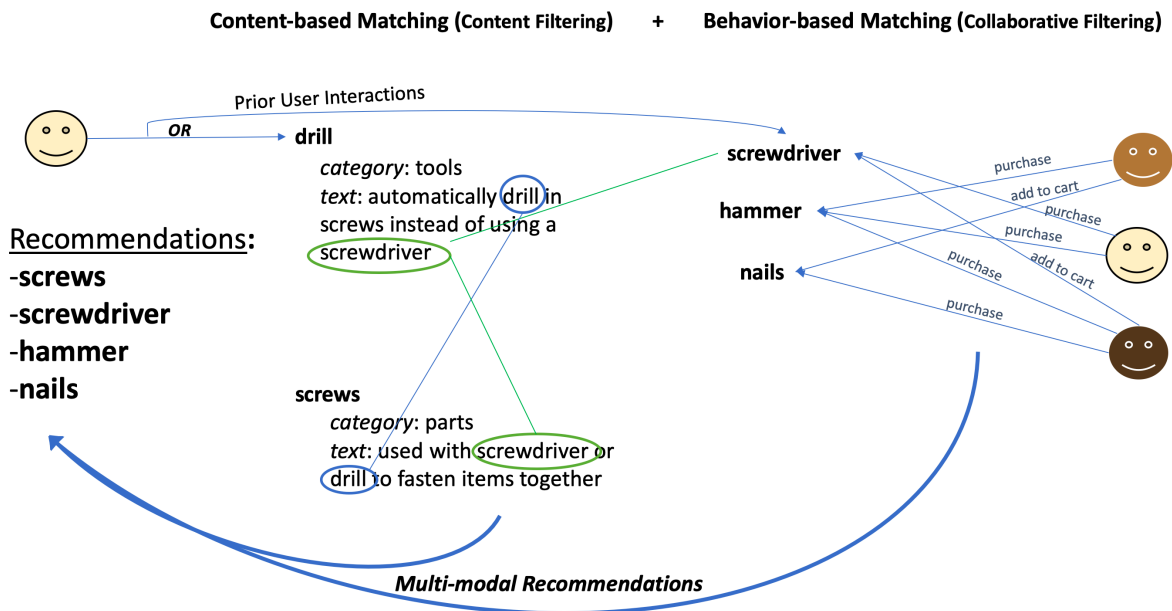 Content-based Matching (Content Filtering) + Behavior-based Matching (Collaborative Filtering)
Prior User Interactions
OR
drill
category: tools
text: automatically drill in
screws instead of using a
screwdriver
screws
category: parts
text: used with screwdriver or
drill to fasten items together
screwdriver
hammer
nails
purchase
add to cart
purchase
purchase
add to cart
purchase
purchase
Recommendations:
-screws
-screwdriver
-hammer
-nails
Multi-modal Recommendations